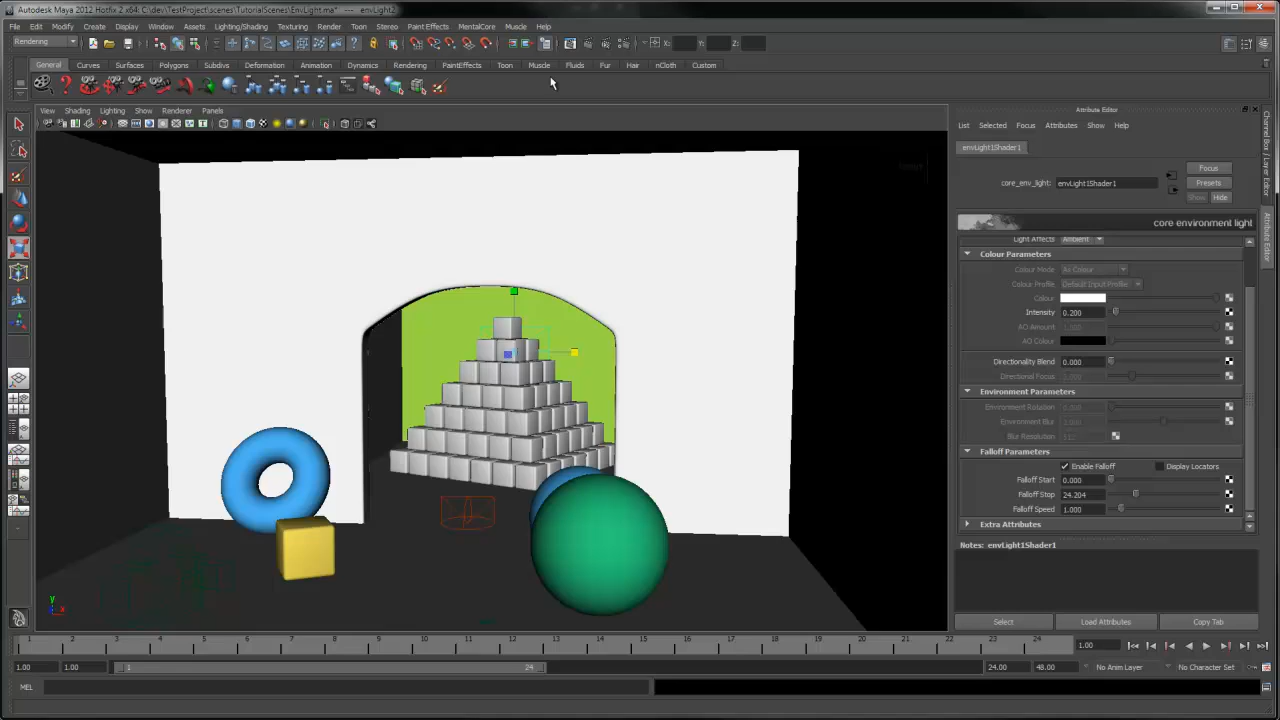 Autodesk Maya 2012 Hotfix 2 x64: C:\dev\TestProject\scenes\TutorialScenes\EnvLight.ma* --- envLight2
File Edit Modify Create Display Window Assets Lighting/Shading Texturing Render Toon Stereo Paint Effects MentalCore Muscle Help
Rendering X: Y: Z:
General Curves Surfaces Polygons Subdivs Deformation Animation Dynamics Rendering PaintEffects Toon Muscle Fluids Fur Hair nCloth Custom
View Shading Lighting Show Renderer Panels
Attribute Editor
List Selected Focus Attributes Show Help
envLight1Shader1
core_env_light: envLight1Shader1
Focus
Presets
Show Hide
core environment light
Light Affects Ambient
Colour Parameters
Colour Mode As Colour
Colour Profile Default Input Profile
Colour
Intensity 0.200
AO Amount 1.000
AO Colour
Directionality Blend 0.000
Directional Focus
Environment Parameters
Environment Rotation 0.000
Environment Blur
Blur Resolution
Falloff Parameters
Enable Falloff Display Locators
Falloff Start 0.000
Falloff Stop 24.204
Falloff Speed 1.000
Extra Attributes
Notes: envLight1Shader1
Select Load Attributes Copy Tab
Channel Box / Layer Editor
Attribute Editor
y
x
1 2 3 4 5 6 7 8 9 10 11 12 13 14 15 16 17 18 19 20 21 22 23 24
1.00
1.00 1.00 1 24 24.00 48.00 No Anim Layer No Character Set
MEL